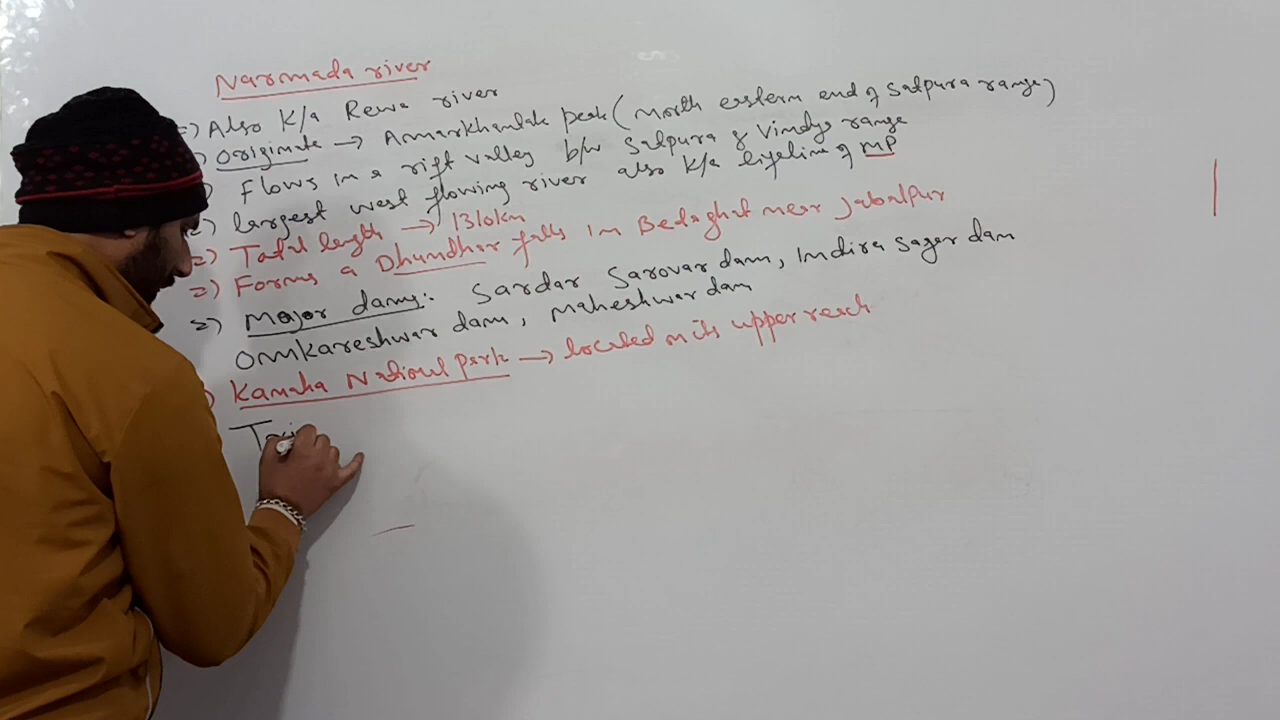 Narmada river
=> Also K/a Rewa river
Originate -> Amarkhantak peak (North eastern end of Satpura range)
Flows in a rift valley b/w Satpura & Vindya range
largest west flowing river also K/a lifeline of MP
=> Total length -> 1310km
=> Forms a Dhundhar falls in Bedaghat near Jabalpur
=> Major dams:- Sardar Sarovar dam, Indira Sagar dam
Omkareshwar dam, Maheshwar dam
Kanaha National park -> located in its upper reach